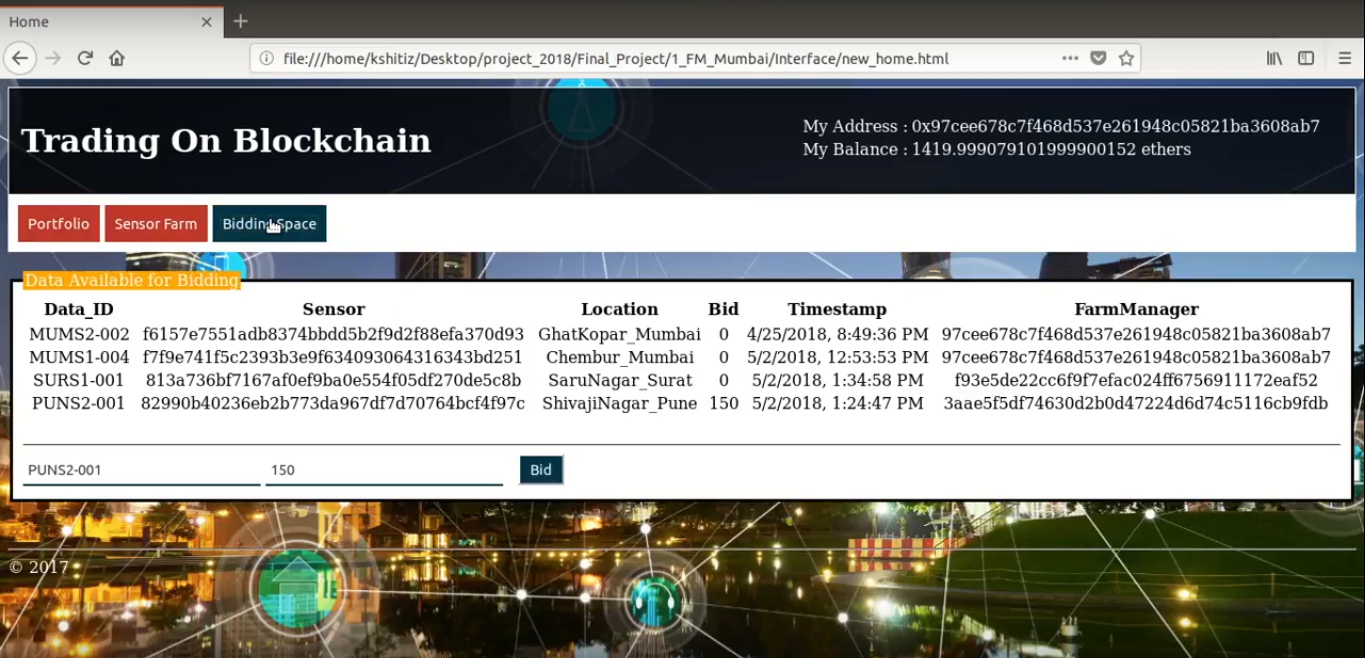 Home
file:///home/kshitiz/Desktop/project_2018/Final_Project/1_FM_Mumbai/Interface/new_home.html
Trading On Blockchain
My Address : 0x97cee678c7f468d537e261948c05821ba3608ab7
My Balance : 1419.999079101999900152 ethers
Portfolio Sensor Farm Bidding Space
Data Available for Bidding
Data_ID Sensor Location Bid Timestamp FarmManager
MUMS2-002 f6157e7551adb8374bbdd5b2f9d2f88efa370d93 GhatKopar_Mumbai 0 4/25/2018, 8:49:36 PM 97cee678c7f468d537e261948c05821ba3608ab7
MUMS1-004 f7f9e741f5c2393b3e9f634093064316343bd251 Chembur_Mumbai 0 5/2/2018, 12:53:53 PM 97cee678c7f468d537e261948c05821ba3608ab7
SURS1-001 813a736bf7167af0ef9ba0e554f05df270de5c8b SaruNagar_Surat 0 5/2/2018, 1:34:58 PM f93e5de22cc6f9f7efac024ff6756911172eaf52
PUNS2-001 82990b40236eb2b773da967df7d70764bcf4f97c ShivajiNagar_Pune 150 5/2/2018, 1:24:47 PM 3aae5f5df74630d2b0d47224d6d74c5116cb9fdb
PUNS2-001 150 Bid
© 2017